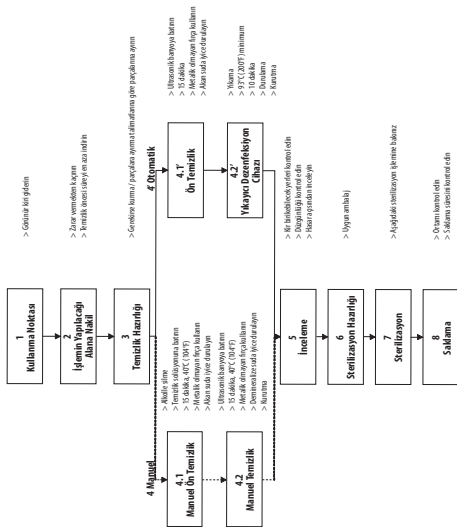 1
Kullanma Noktası
> Görünür kiri giderin
2
İşlemin Yapılacağı
Alana Nakil
> Zarar vermekten kaçının
> Temizlik öncesi süreyi en aza indirin
3
Temizlik Hazırlığı
> Gerekirse kurma / parçalara ayırma talimatlarına göre parçalarına ayırın
4 Manuel
> Alkolle silme
> Temizlik solüsyonuna batırın
> 15 dakika, 40°C (104°F)
> Metalik olmayan fırça kullanın
> Akan suda iyice durulayın
4.1
Manuel Ön Temizlik
> Ultrasonik banyoya batırın
> 15 dakika, 40°C (104°F)
> Metalik olmayan fırça kullanın
> Demineralize suda iyice durulayın
> Kurutma
4.2
Manuel Temizlik
4' Otomatik
> Ultrasonik banyoya batırın
> 15 dakika
> Metalik olmayan fırça kullanın
> Akan suda iyice durulayın
4.1'
Ön Temizlik
> Yıkama
> 93°C (200°F) minimum
> 10 dakika
> Durulama
> Kurutma
4.2'
Yıkayıcı Dezenfeksiyon
Cihazı
5
İnceleme
> Kir birikebilecek yerleri kontrol edin
> Düzgünlüğü kontrol edin
> Hasar açısından inceleyin
6
Sterilizasyon Hazırlığı
> Uygun ambalaj
7
Sterilizasyon
> Aşağıdaki sterilizasyon işlemine bakınız
8
Saklama
> Ortamı kontrol edin
> Saklama süresini kontrol edin